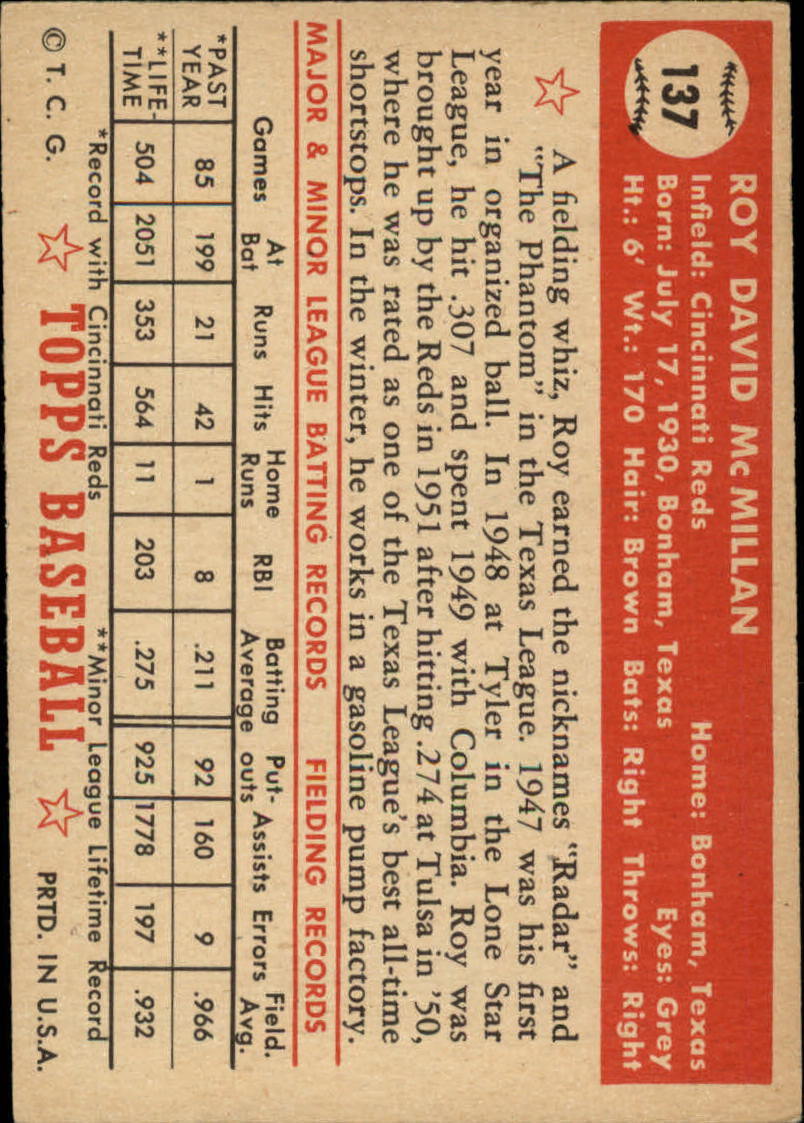 137
ROY DAVID McMILLAN
Infield: Cincinnati Reds Home: Bonham, Texas
Born: July 17, 1930, Bonham, Texas Eyes: Grey
Ht.: 6' Wt.: 170 Hair: Brown Bats: Right Throws: Right
A fielding whiz, Roy earned the nicknames "Radar" and
"The Phantom" in the Texas League. 1947 was his first
year in organized ball. In 1948 at Tyler in the Lone Star
League, he hit .307 and spent 1949 with Columbia. Roy was
brought up by the Reds in 1951 after hitting .274 at Tulsa in '50,
where he was rated as one of the Texas League's best all-time
shortstops. In the winter, he works in a gasoline pump factory.
MAJOR & MINOR LEAGUE BATTING RECORDS FIELDING RECORDS
Games At Bat Runs Hits Home Runs RBI Batting Average Put-outs Assists Errors Field. Avg.
*PAST YEAR 85 199 21 42 1 8 .211 92 160 9 .966
**LIFE-TIME 504 2051 353 564 11 203 .275 925 1778 197 .932
*Record with Cincinnati Reds **Minor League Lifetime Record
© T. C. G. TOPPS BASEBALL PRTD. IN U.S.A.